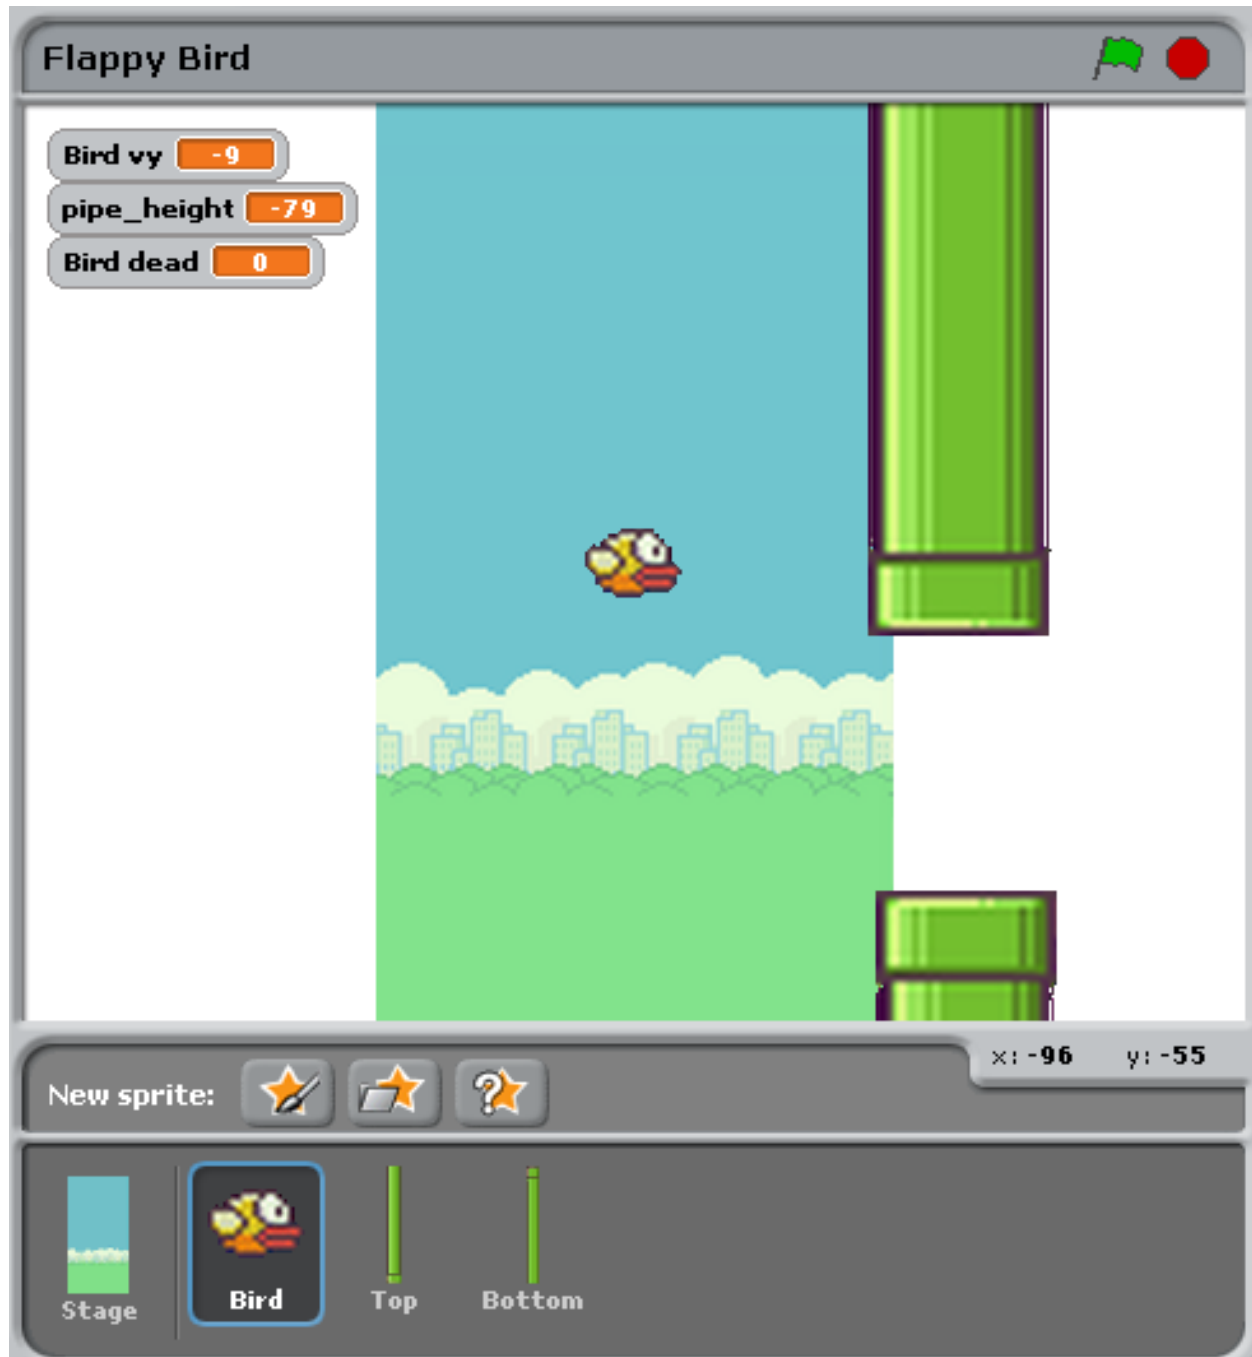 Flappy Bird
Bird vy -9
pipe_height -79
Bird dead 0
x: -96 y: -55
New sprite:
Stage
Bird
Top
Bottom